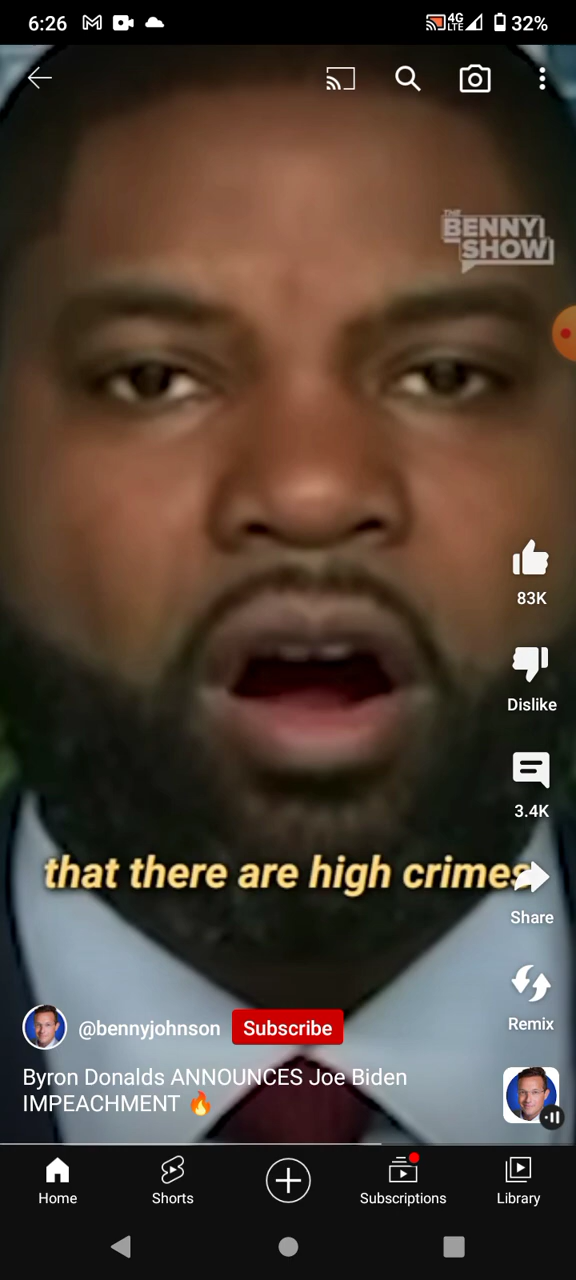 6:26
4G
LTE
32%
THE
BENNY
SHOW
83K
Dislike
3.4K
that there are high crimes
Share
Remix
@bennyjohnson
Subscribe
Byron Donalds ANNOUNCES Joe Biden
IMPEACHMENT 🔥
Home
Shorts
Subscriptions
Library